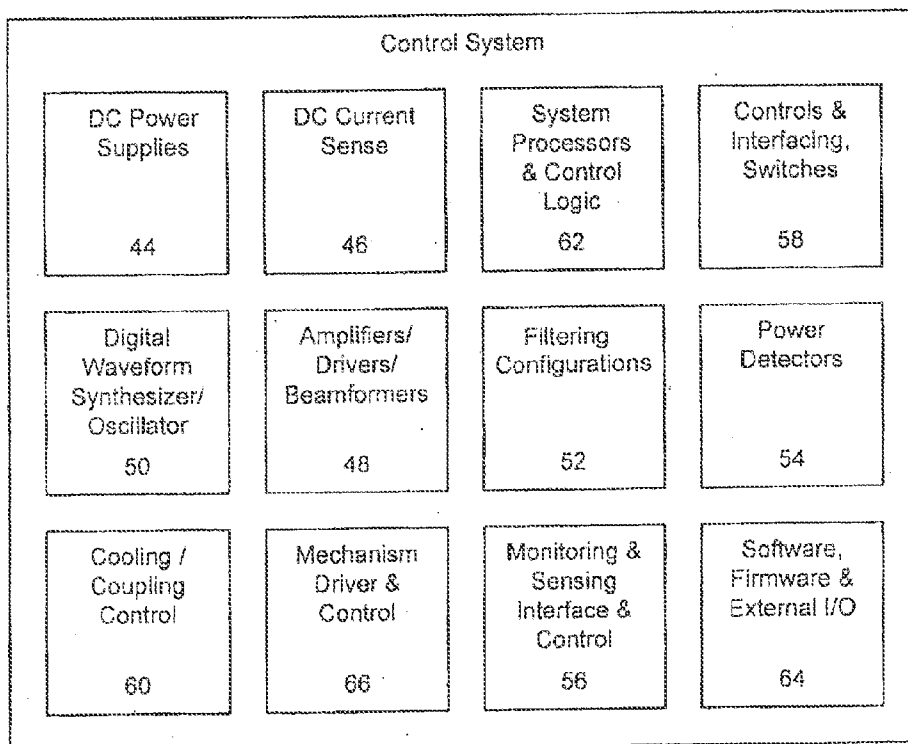 Control System
DC Power
Supplies
44
DC Current
Sense
46
System
Processors
& Control
Logic
62
Controls &
Interfacing,
Switches
58
Digital
Waveform
Synthesizer/
Oscillator
50
Amplifiers/
Drivers/
Beamformers
48
Filtering
Configurations
52
Power
Detectors
54
Cooling /
Coupling
Control
60
Mechanism
Driver &
Control
66
Monitoring &
Sensing
Interface &
Control
56
Software,
Firmware &
External I/O
64